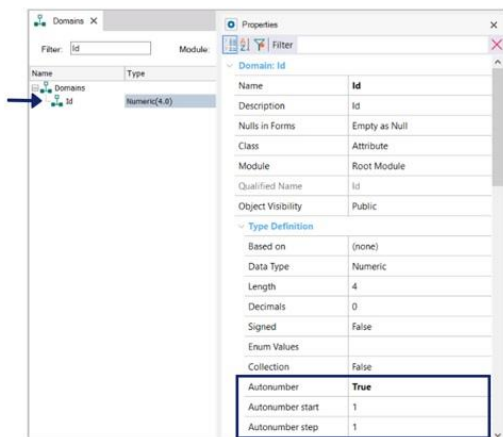 Domains
Filter: Id Module:
Name Type
Domains
Id Numeric(4.0)
Properties
Filter
Domain: Id
Name Id
Description Id
Nulls in Forms Empty as Null
Class Attribute
Module Root Module
Qualified Name Id
Object Visibility Public
Type Definition
Based on (none)
Data Type Numeric
Length 4
Decimals 0
Signed False
Enum Values
Collection False
Autonumber True
Autonumber start 1
Autonumber step 1